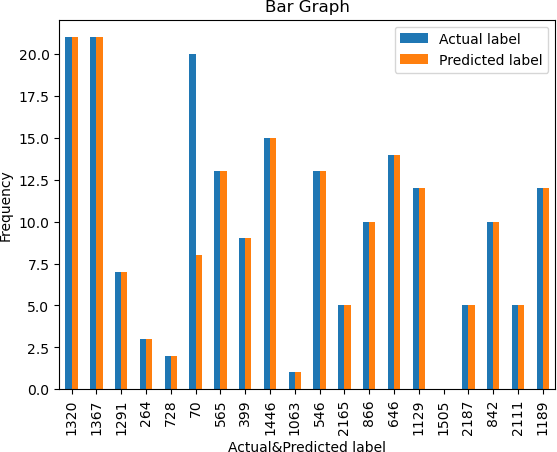 Bar Graph
Actual label
Predicted label
Frequency
20.0
17.5
15.0
12.5
10.0
7.5
5.0
2.5
0.0
1320 1367 1291 264 728 70 565 399 1446 1063 546 2165 866 646 1129 1505 2187 842 2111 1189
Actual&Predicted label